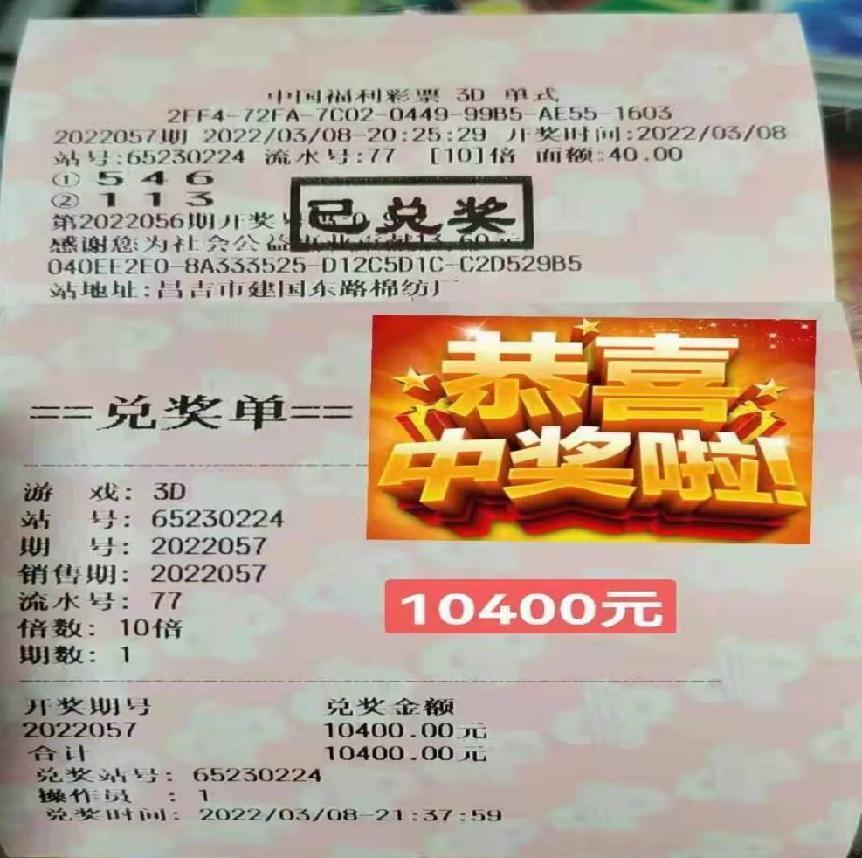 中国福利彩票 3D 单式
2FF4-72FA-7C02-0449-99B5-AE55-1603
2022057期 2022/03/08-20:25:29 开奖时间:2022/03/08
站号:65230224 流水号:77 [10]倍 面额:40.00
① 5 4 6
② 1 1 3
已兑奖
第2022056期开奖
感谢您为社会公益事业贡献13.60元
040EE2E0-8A333525-D12C5D1C-C2D529B5
站地址:昌吉市建国东路棉纺厂
恭喜
中奖啦!
==兑奖单==
游 戏: 3D
站 号: 65230224
期 号: 2022057
销售期: 2022057
流水号: 77
倍数: 10倍
期数: 1
10400元
开奖期号 兑奖金额
2022057 10400.00元
合计 10400.00元
兑奖站号: 65230224
操作员 : 1
兑奖时间: 2022/03/08-21:37:59